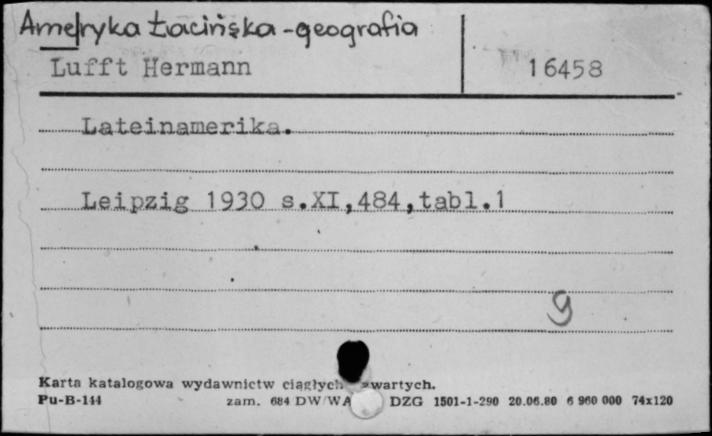 Ameryka Łacińska - geografia
Lufft Hermann 16458
Lateinamerika.
Leipzig 1930 s.XI,484,tabl.1
9
Karta katalogowa wydawnictw ciągłych
Pu-B-144 zam. 684 DW/WA DZG 1501-1-290 20.06.80 6 960 000 74x120